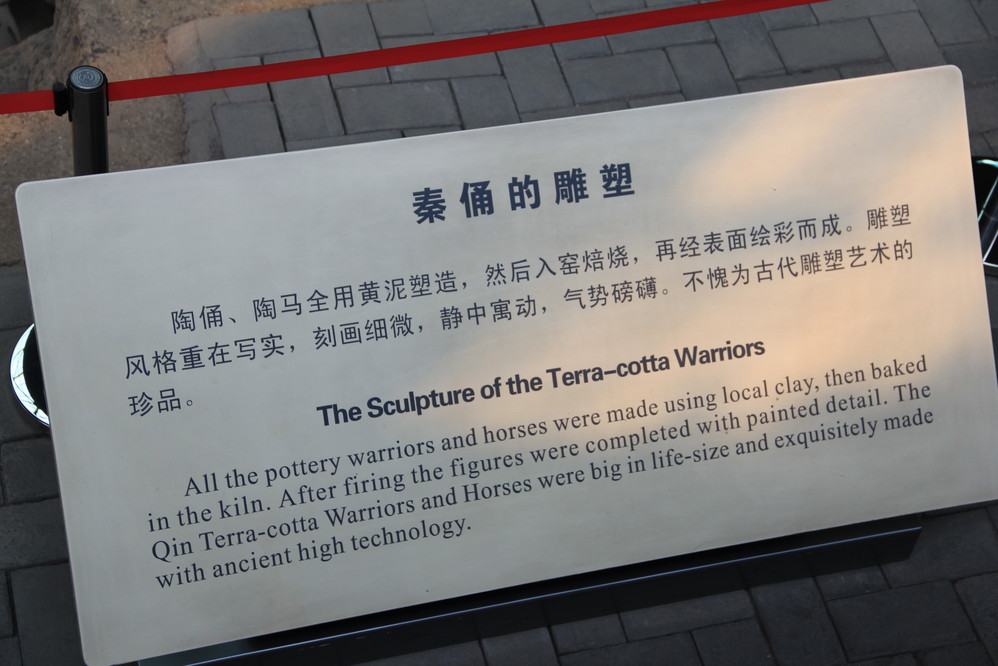 秦俑的雕塑
陶俑、陶马全用黄泥塑造，然后入窑焙烧，再经表面绘彩而成。雕塑
风格重在写实，刻画细微，静中寓动，气势磅礴。不愧为古代雕塑艺术的
珍品。
The Sculpture of the Terra-cotta Warriors
All the pottery warriors and horses were made using local clay, then baked
in the kiln. After firing the figures were completed with painted detail. The
Qin Terra-cotta Warriors and Horses were big in life-size and exquisitely made
with ancient high technology.